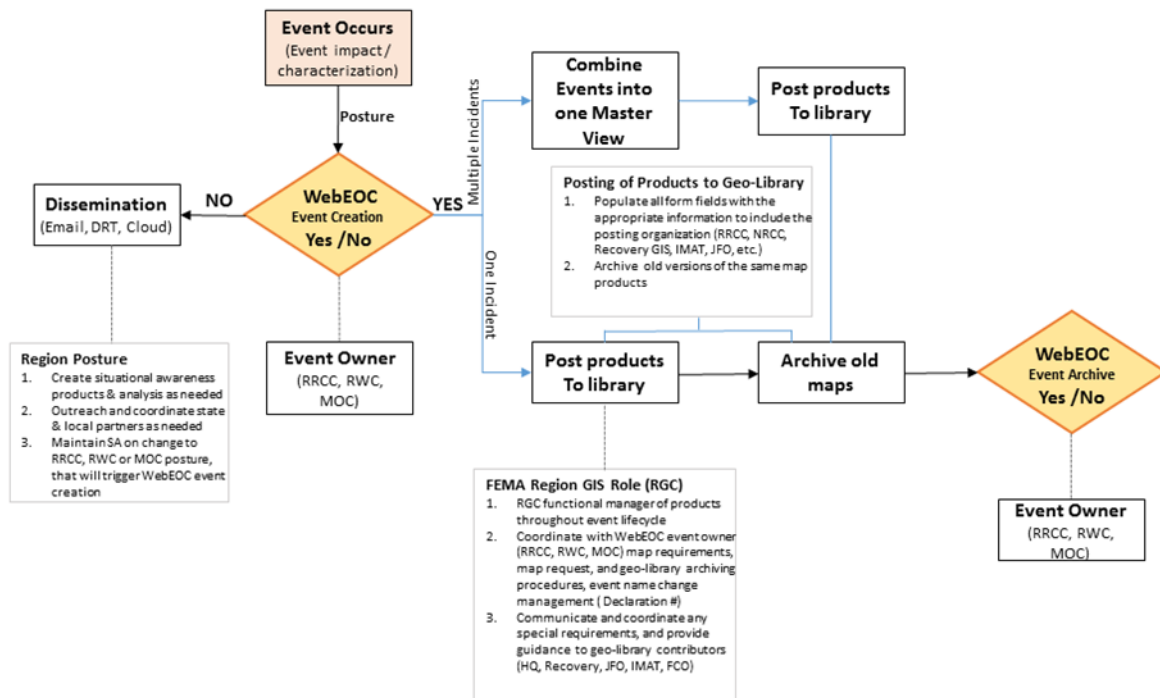 Event Occurs
(Event impact/
characterization)
Posture
WebEOC
Event Creation
Yes /No
NO
YES
Dissemination
(Email, DRT, Cloud)
Region Posture
1. Create situational awareness
products & analysis as needed
2. Outreach and coordinate state
& local partners as needed
3. Maintain SA on change to
RRCC, RWC or MOC posture,
that will trigger WebEOC event
creation
Event Owner
(RRCC, RWC,
MOC)
Multiple Incidents
One Incident
Combine
Events into
one Master
View
Post products
To library
Posting of Products to Geo-Library
1. Populate all form fields with the
appropriate information to include the
posting organization (RRCC, NRCC,
Recovery GIS, IMAT, JFO, etc.)
2. Archive old versions of the same map
products
Post products
To library
Archive old
maps
WebEOC
Event Archive
Yes /No
Event Owner
(RRCC, RWC,
MOC)
FEMA Region GIS Role (RGC)
1. RGC functional manager of products
throughout event lifecycle
2. Coordinate with WebEOC event owner
(RRCC, RWC, MOC) map requirements,
map request, and geo-library archiving
procedures, event name change
management ( Declaration #)
3. Communicate and coordinate any
special requirements, and provide
guidance to geo-library contributors
(HQ, Recovery, JFO, IMAT, FCO)